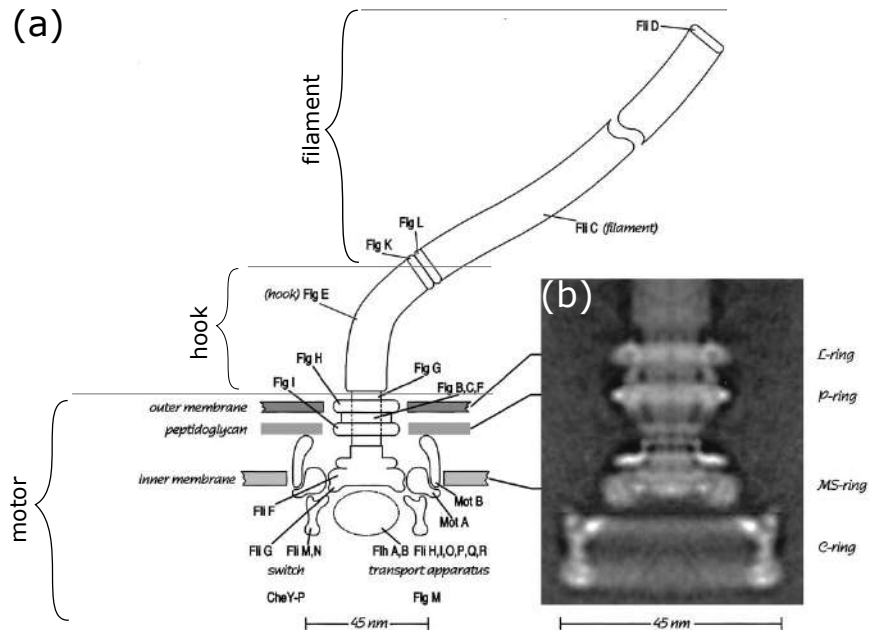 (a)
filament
hook
motor
Fli D
Fli C (filament)
Flg L
Flg K
(hook) Flg E
Flg G
Flg H
Flg B,C,F
Flg I
outer membrane
peptidoglycan
inner membrane
Mot B
Mot A
Fli F
Fli G
Fli M,N
Flh A,B
Fli H,I,O,P,Q,R
switch
transport apparatus
CheY-P
Flg M
45 nm
(b)
L-ring
P-ring
MS-ring
C-ring
45 nm